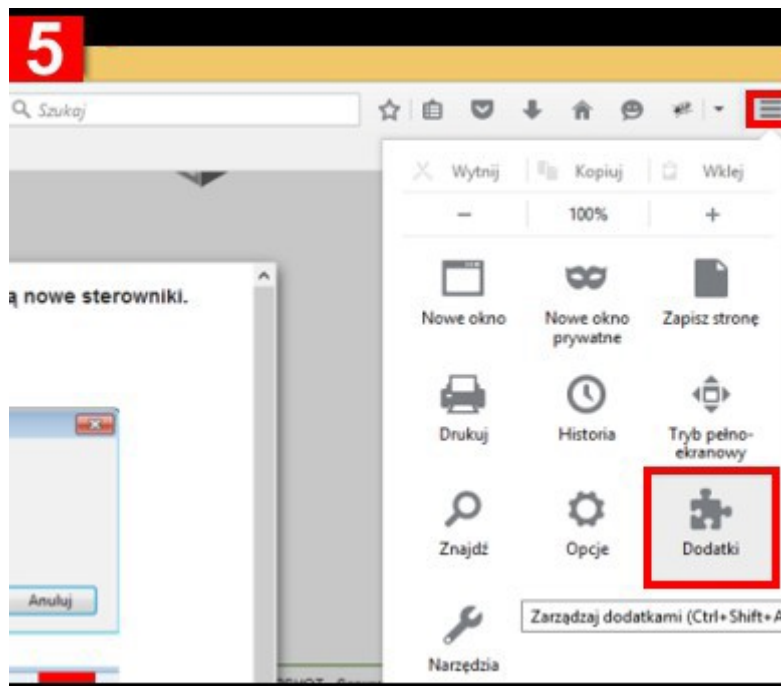 5
Szukaj
Wytnij Kopiuj Wklej
− 100% +
ą nowe sterowniki.
Nowe okno Nowe okno prywatne Zapisz stronę
Drukuj Historia Tryb pełno-
ekranowy
Znajdź Opcje Dodatki
Anuluj
Zarządzaj dodatkami (Ctrl+Shift+A
Narzędzia